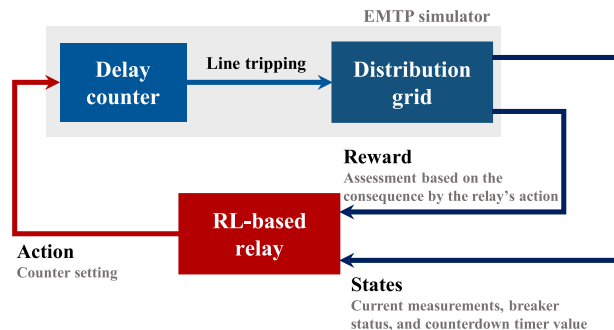 EMTP simulator
Delay
counter
Line tripping
Distribution
grid
Reward
Assessment based on the
consequence by the relay's action
RL-based
relay
Action
Counter setting
States
Current measurements, breaker
status, and countdown timer value